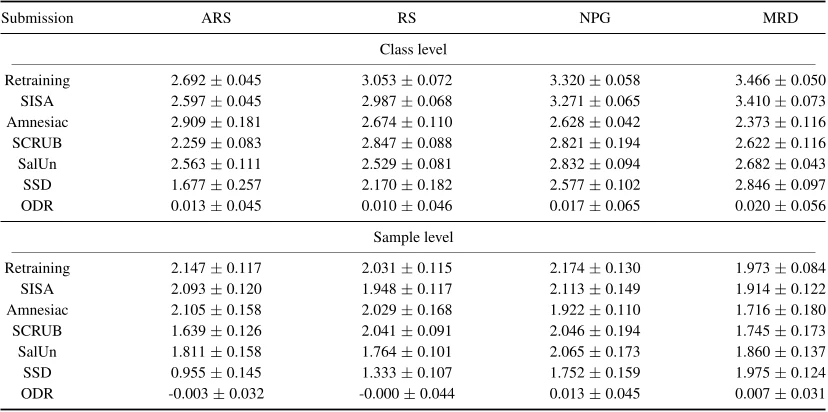 Submission ARS RS NPG MRD
Class level
Retraining 2.692 ± 0.045 3.053 ± 0.072 3.320 ± 0.058 3.466 ± 0.050
SISA 2.597 ± 0.045 2.987 ± 0.068 3.271 ± 0.065 3.410 ± 0.073
Amnesiac 2.909 ± 0.181 2.674 ± 0.110 2.628 ± 0.042 2.373 ± 0.116
SCRUB 2.259 ± 0.083 2.847 ± 0.088 2.821 ± 0.194 2.622 ± 0.116
SalUn 2.563 ± 0.111 2.529 ± 0.081 2.832 ± 0.094 2.682 ± 0.043
SSD 1.677 ± 0.257 2.170 ± 0.182 2.577 ± 0.102 2.846 ± 0.097
ODR 0.013 ± 0.045 0.010 ± 0.046 0.017 ± 0.065 0.020 ± 0.056
Sample level
Retraining 2.147 ± 0.117 2.031 ± 0.115 2.174 ± 0.130 1.973 ± 0.084
SISA 2.093 ± 0.120 1.948 ± 0.117 2.113 ± 0.149 1.914 ± 0.122
Amnesiac 2.105 ± 0.158 2.029 ± 0.168 1.922 ± 0.110 1.716 ± 0.180
SCRUB 1.639 ± 0.126 2.041 ± 0.091 2.046 ± 0.194 1.745 ± 0.173
SalUn 1.811 ± 0.158 1.764 ± 0.101 2.065 ± 0.173 1.860 ± 0.137
SSD 0.955 ± 0.145 1.333 ± 0.107 1.752 ± 0.159 1.975 ± 0.124
ODR -0.003 ± 0.032 -0.000 ± 0.044 0.013 ± 0.045 0.007 ± 0.031